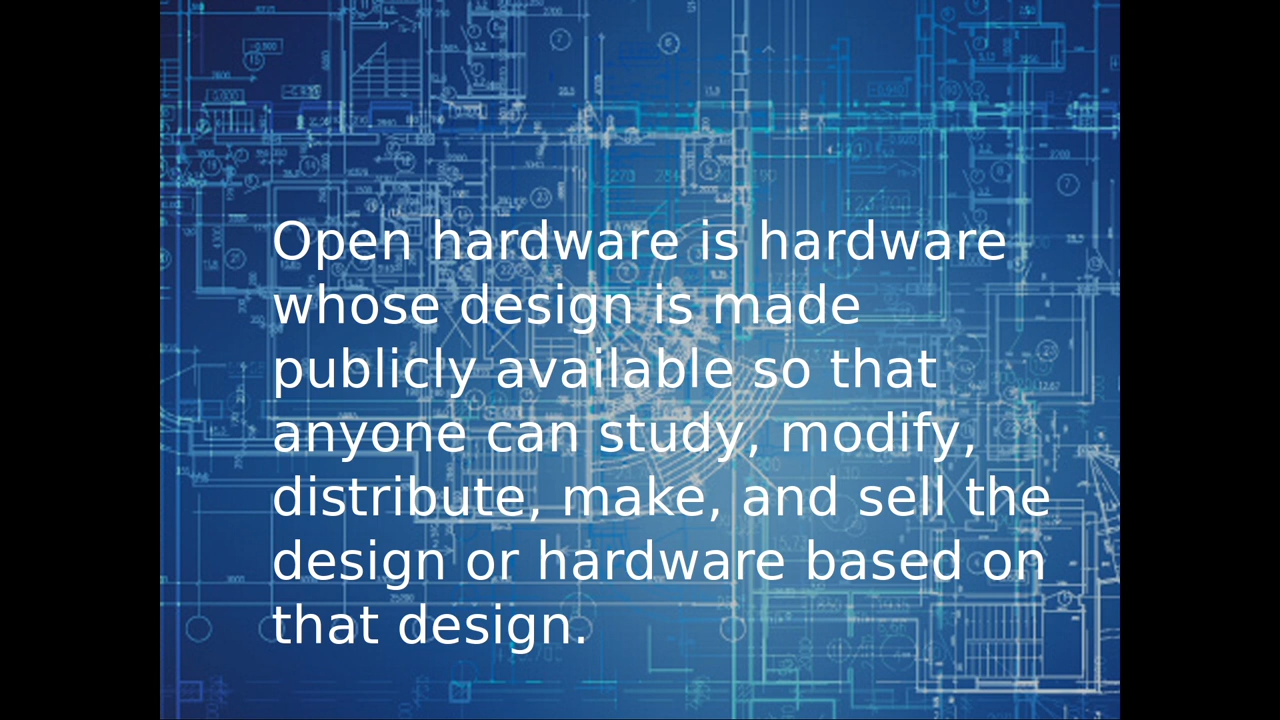 Open hardware is hardware
whose design is made
publicly available so that
anyone can study, modify,
distribute, make, and sell the
design or hardware based on
that design.